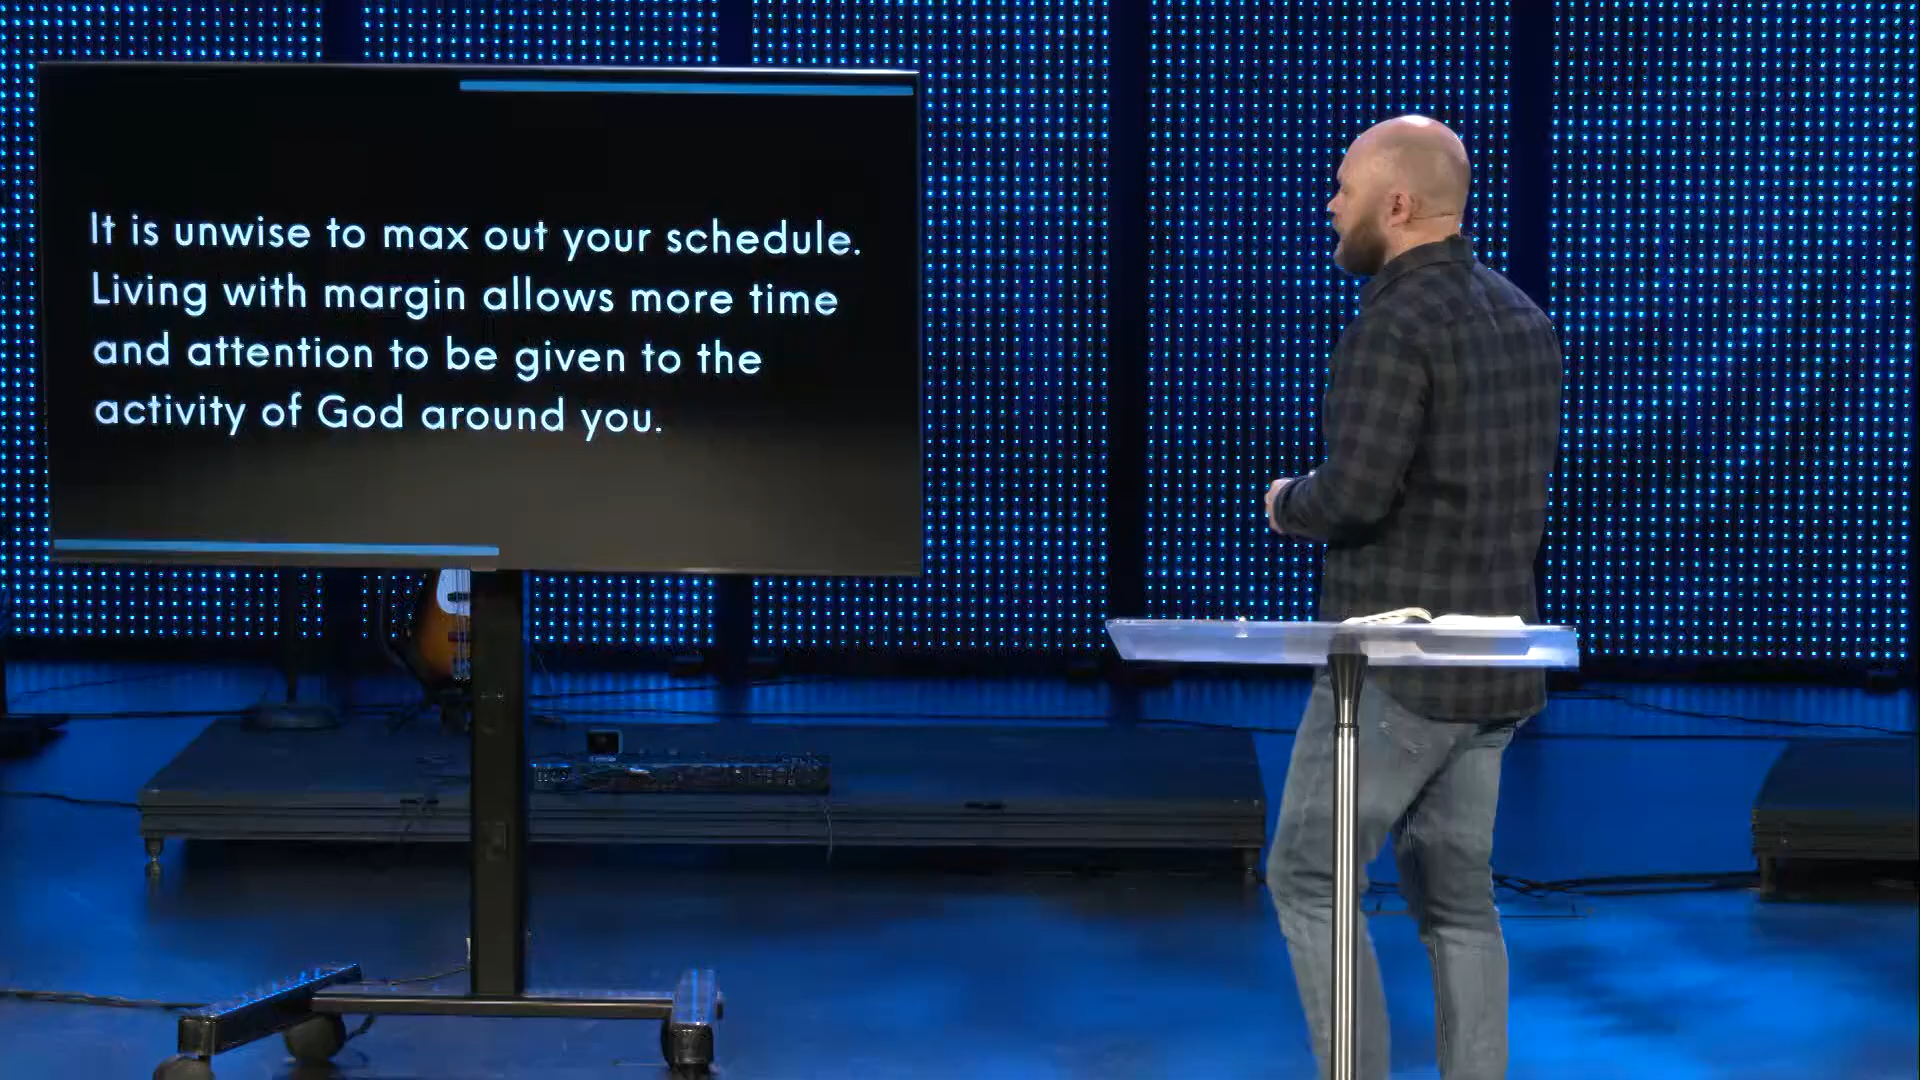 It is unwise to max out your schedule.
Living with margin allows more time
and attention to be given to the
activity of God around you.